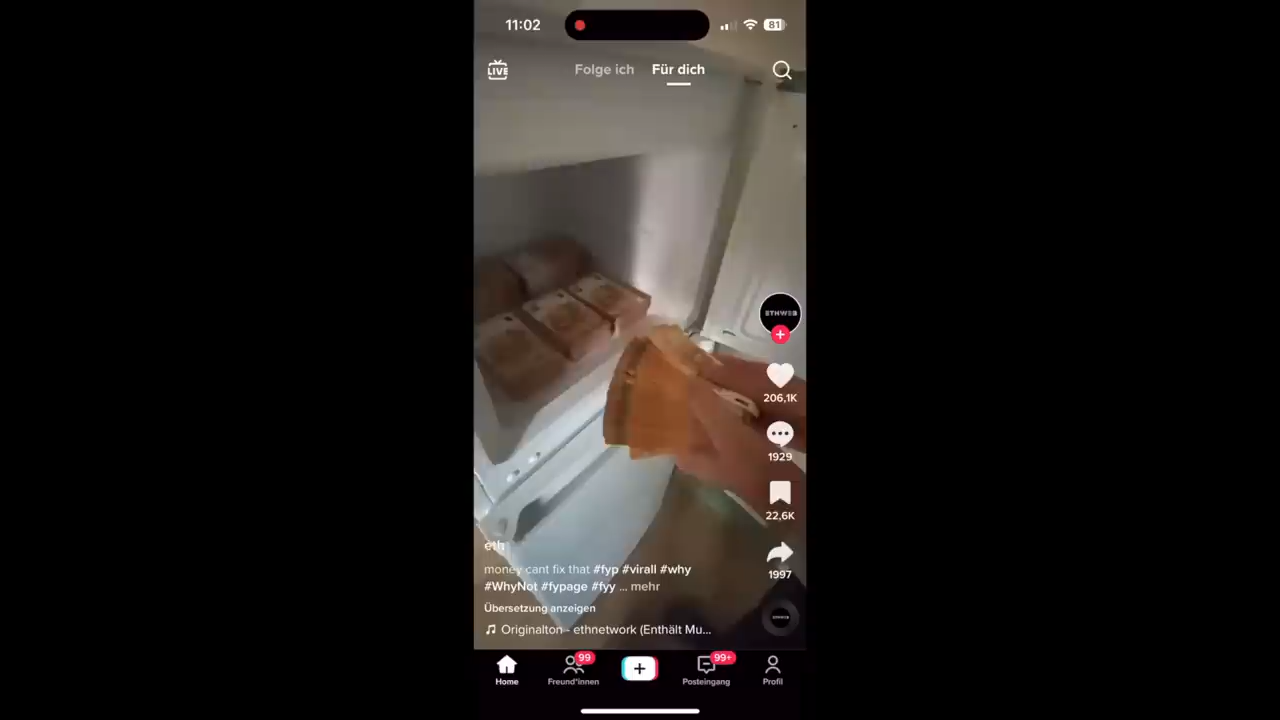 11:02
81
LIVE
Folge ich
Für dich
ETHWEB
206,1K
1929
22,6K
1997
eth
money cant fix that #fyp #virall #why
#WhyNot #fypage #fyy ... mehr
Übersetzung anzeigen
Originalton - ethnetwork (Enthält Mu...
99
99+
Home
Freund*innen
Posteingang
Profil